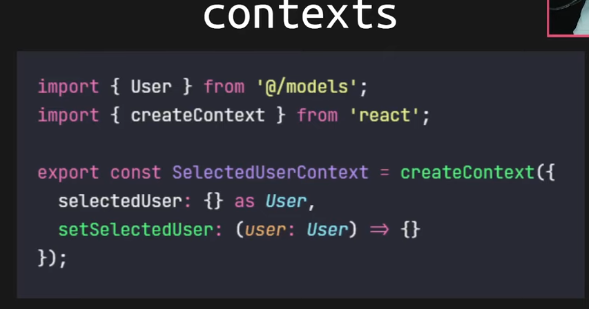 contexts
import { User } from '@/models';
import { createContext } from 'react';
export const SelectedUserContext = createContext({
selectedUser: {} as User,
setSelectedUser: (user: User) => {}
});